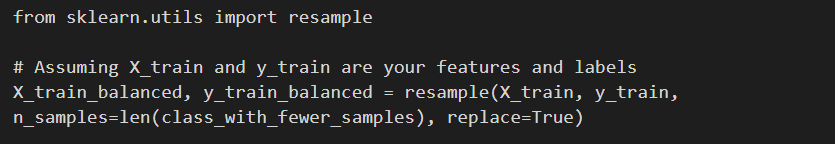 from sklearn.utils import resample
# Assuming X_train and y_train are your features and labels
X_train_balanced, y_train_balanced = resample(X_train, y_train,
n_samples=len(class_with_fewer_samples), replace=True)